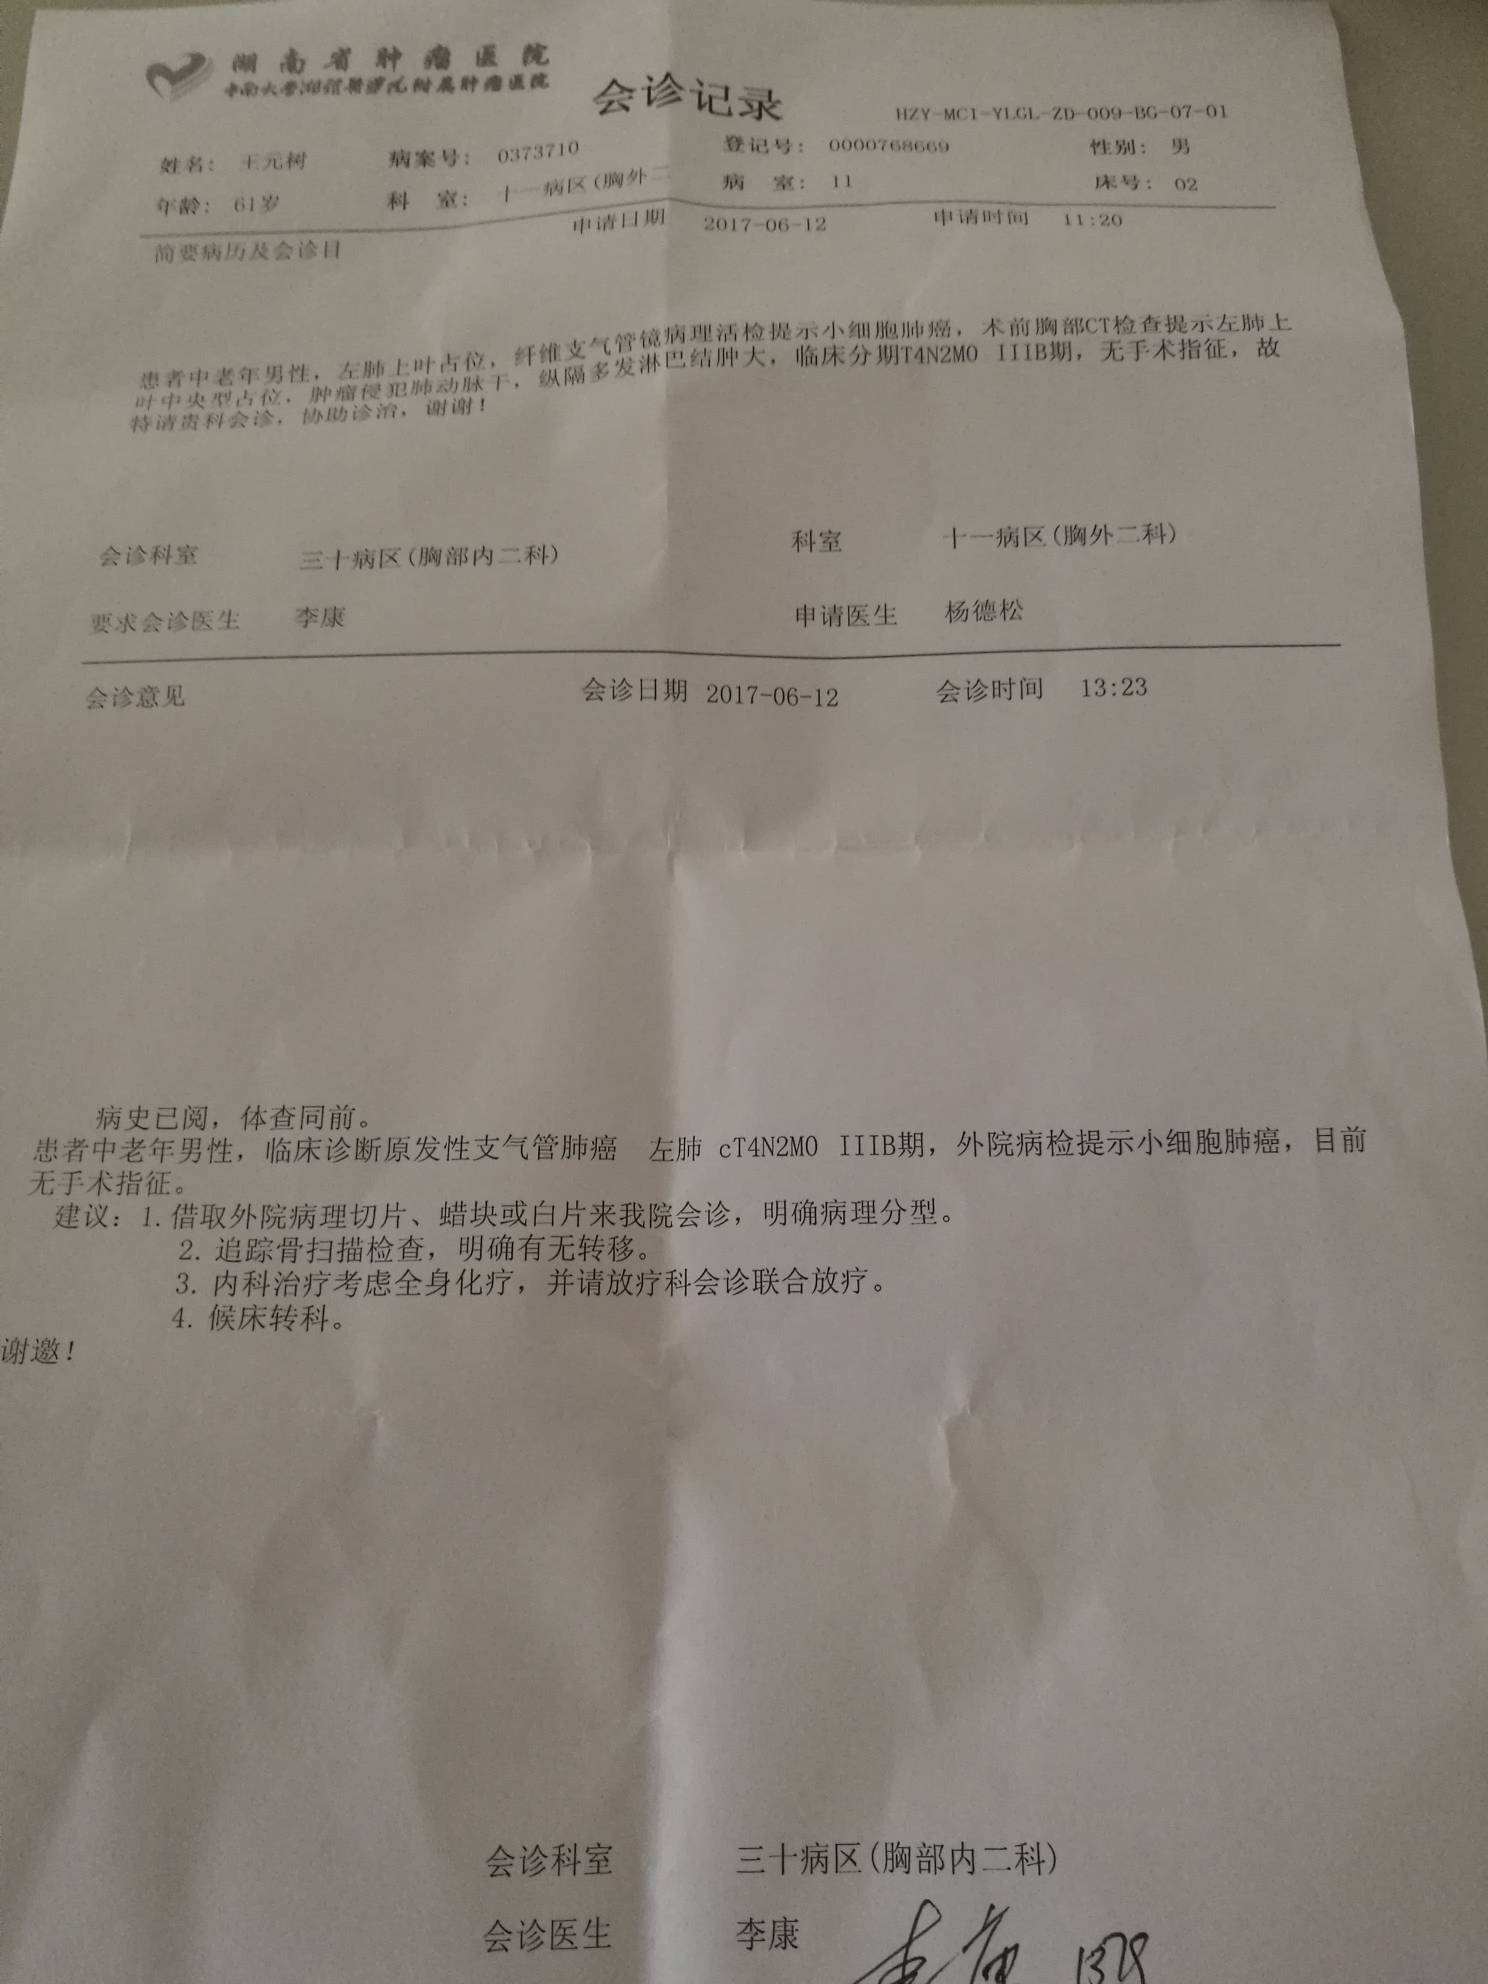 湖南省肿瘤医院
中南大学湘雅医学院附属肿瘤医院
会诊记录
HZY-MCI-YLGL-ZD-009-BG-07-01
姓名： 王元树 病案号： 0373710 登记号： 0000768669 性别： 男
年龄： 61岁 科 室： 十一病区(胸外二 病 室： 11 床号： 02
申请日期 2017-06-12 申请时间 11:20
简要病历及会诊目
患者中老年男性，左肺上叶占位，纤维支气管镜病理活检提示小细胞肺癌，术前胸部CT检查提示左肺上
叶中央型占位，肿瘤侵犯肺动脉干，纵隔多发淋巴结肿大，临床分期T4N2M0 IIIB期，无手术指征，故
特请贵科会诊，协助诊治，谢谢！
会诊科室 三十病区(胸部内二科) 科室 十一病区(胸外二科)
要求会诊医生 李康 申请医生 杨德松
会诊意见 会诊日期 2017-06-12 会诊时间 13:23
病史已阅，体查同前。
患者中老年男性，临床诊断原发性支气管肺癌 左肺 cT4N2M0 IIIB期，外院病检提示小细胞肺癌，目前
无手术指征。
建议：1. 借取外院病理切片、蜡块或白片来我院会诊，明确病理分型。
2. 追踪骨扫描检查，明确有无转移。
3. 内科治疗考虑全身化疗，并请放疗科会诊联合放疗。
4. 候床转科。
谢邀！
会诊科室 三十病区(胸部内二科)
会诊医生 李康 李康